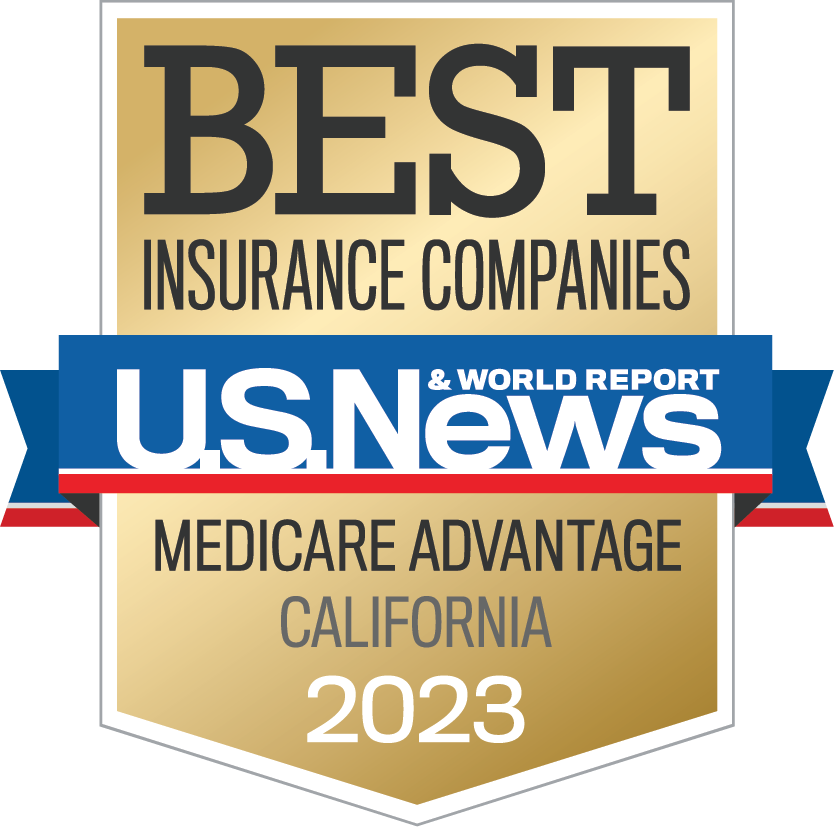 BEST
INSURANCE COMPANIES
U.S.News
& WORLD REPORT
MEDICARE ADVANTAGE
CALIFORNIA
2023